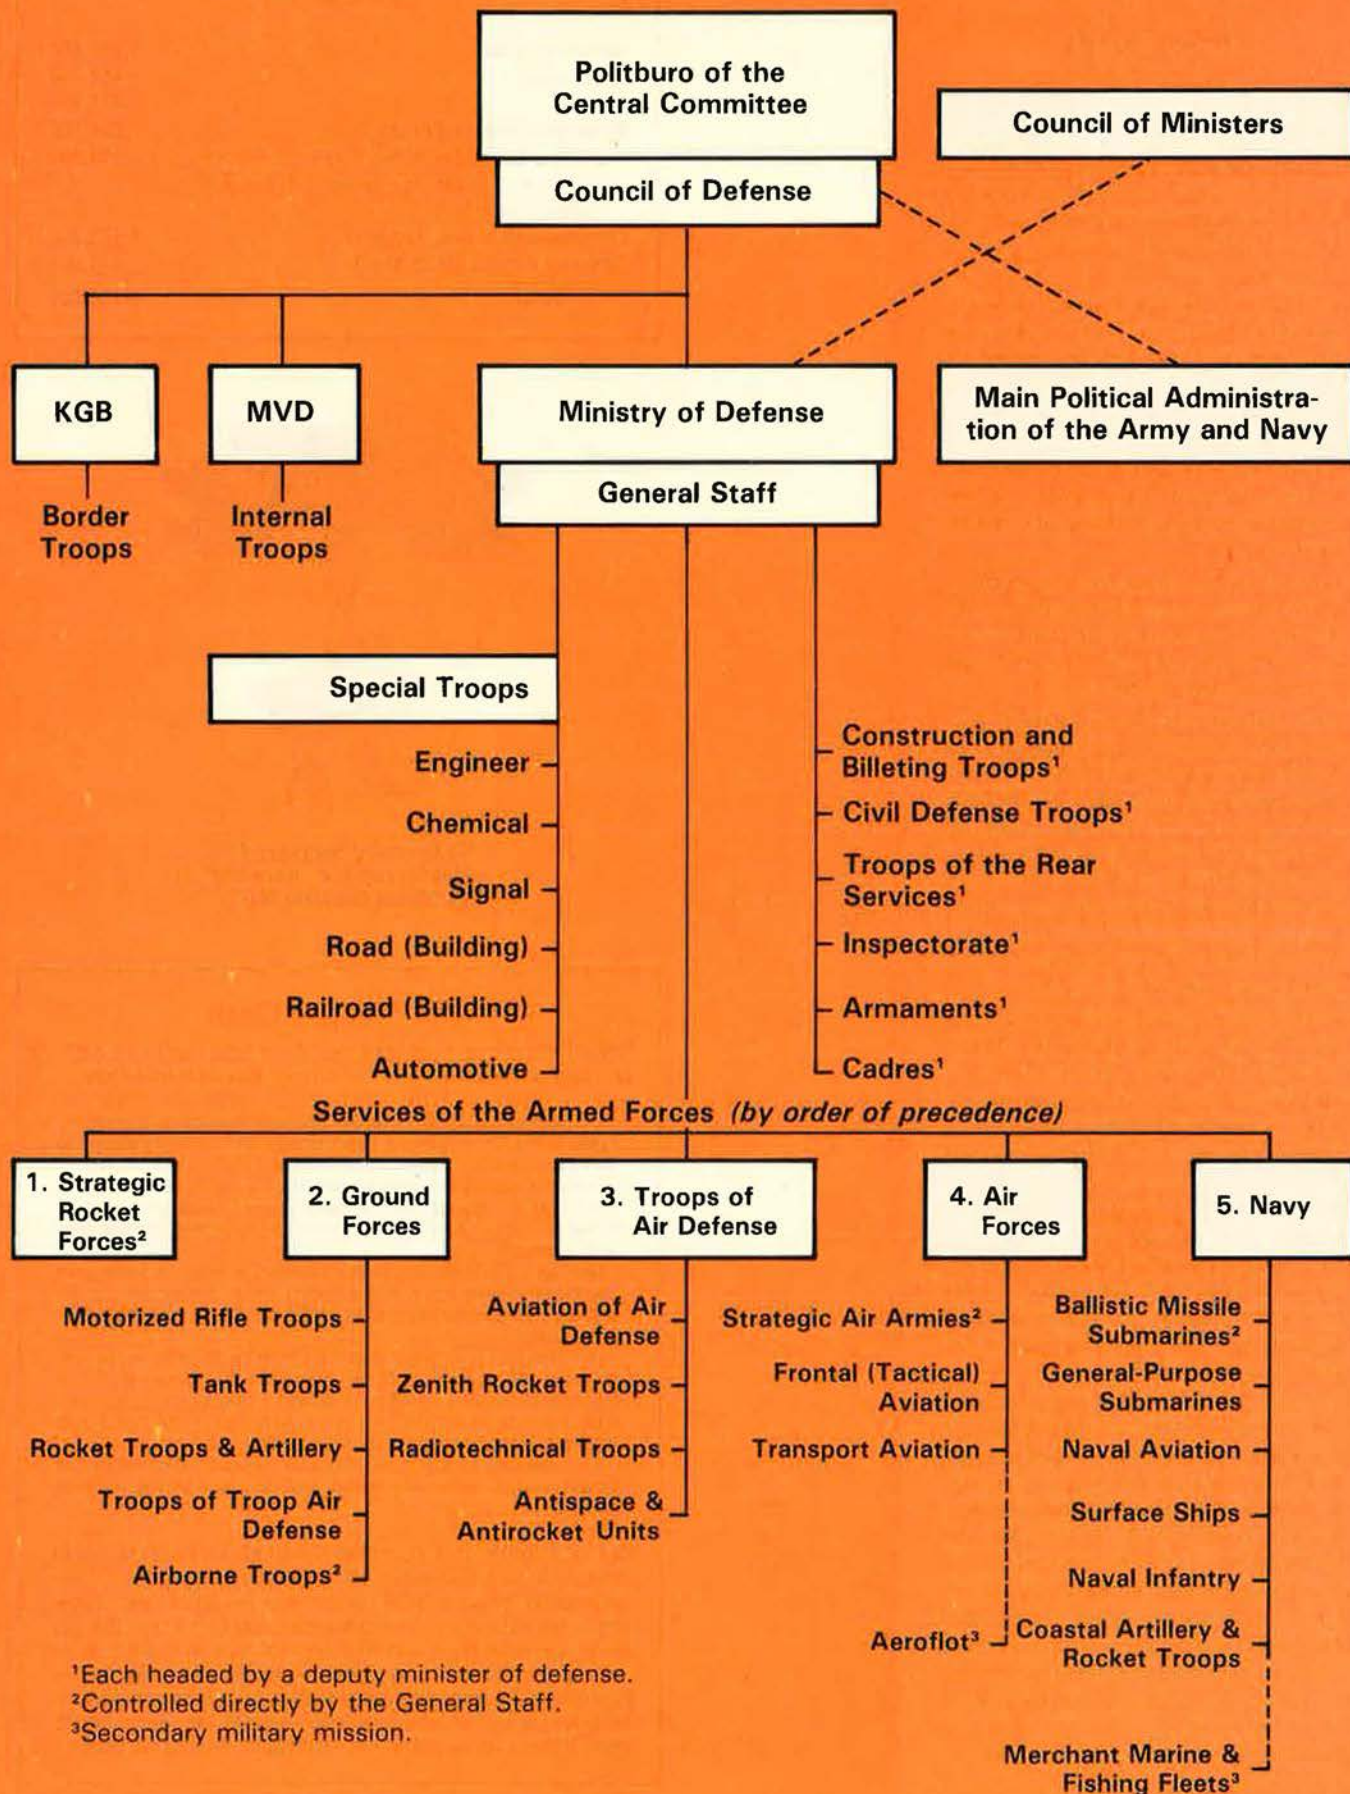 Politburo of the
Central Committee
Council of Ministers
Council of Defense
KGB
MVD
Ministry of Defense
Main Political Administra-
tion of the Army and Navy
General Staff
Border
Troops
Internal
Troops
Special Troops
Engineer
Chemical
Signal
Road (Building)
Railroad (Building)
Automotive
Construction and
Billeting Troops¹
Civil Defense Troops¹
Troops of the Rear
Services¹
Inspectorate¹
Armaments¹
Cadres¹
Services of the Armed Forces (by order of precedence)
1. Strategic
Rocket
Forces²
2. Ground
Forces
3. Troops of
Air Defense
4. Air
Forces
5. Navy
Motorized Rifle Troops
Tank Troops
Rocket Troops & Artillery
Troops of Troop Air
Defense
Airborne Troops²
Aviation of Air
Defense
Zenith Rocket Troops
Radiotechnical Troops
Antispace &
Antirocket Units
Strategic Air Armies²
Frontal (Tactical)
Aviation
Transport Aviation
Aeroflot³
Ballistic Missile
Submarines²
General-Purpose
Submarines
Naval Aviation
Surface Ships
Naval Infantry
Coastal Artillery &
Rocket Troops
Merchant Marine &
Fishing Fleets³
¹Each headed by a deputy minister of defense.
²Controlled directly by the General Staff.
³Secondary military mission.